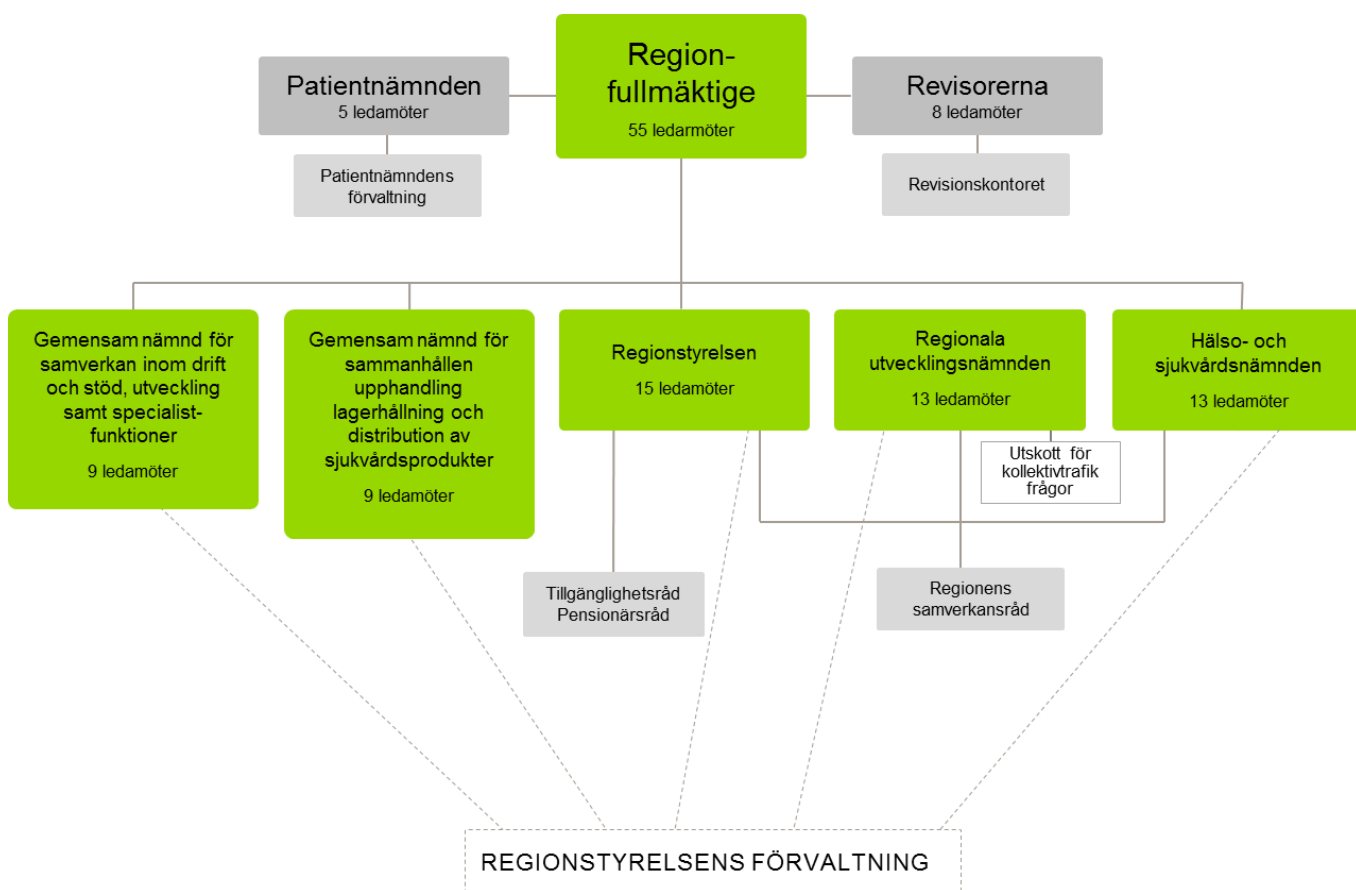 Region-
fullmäktige
55 ledarmöter
Patientnämnden
5 ledamöter
Revisorerna
8 ledamöter
Patientnämndens
förvaltning
Revisionskontoret
Gemensam nämnd för
samverkan inom drift
och stöd, utveckling
samt specialist-
funktioner
9 ledamöter
Gemensam nämnd för
sammanhållen
upphandling
lagerhållning och
distribution av
sjukvårdsprodukter
9 ledamöter
Regionstyrelsen
15 ledamöter
Regionala
utvecklingsnämnden
13 ledamöter
Hälso- och
sjukvårdsnämnden
13 ledamöter
Utskott för
kollektivtrafik
frågor
Tillgänglighetsråd
Pensionärsråd
Regionens
samverkansråd
REGIONSTYRELSENS FÖRVALTNING